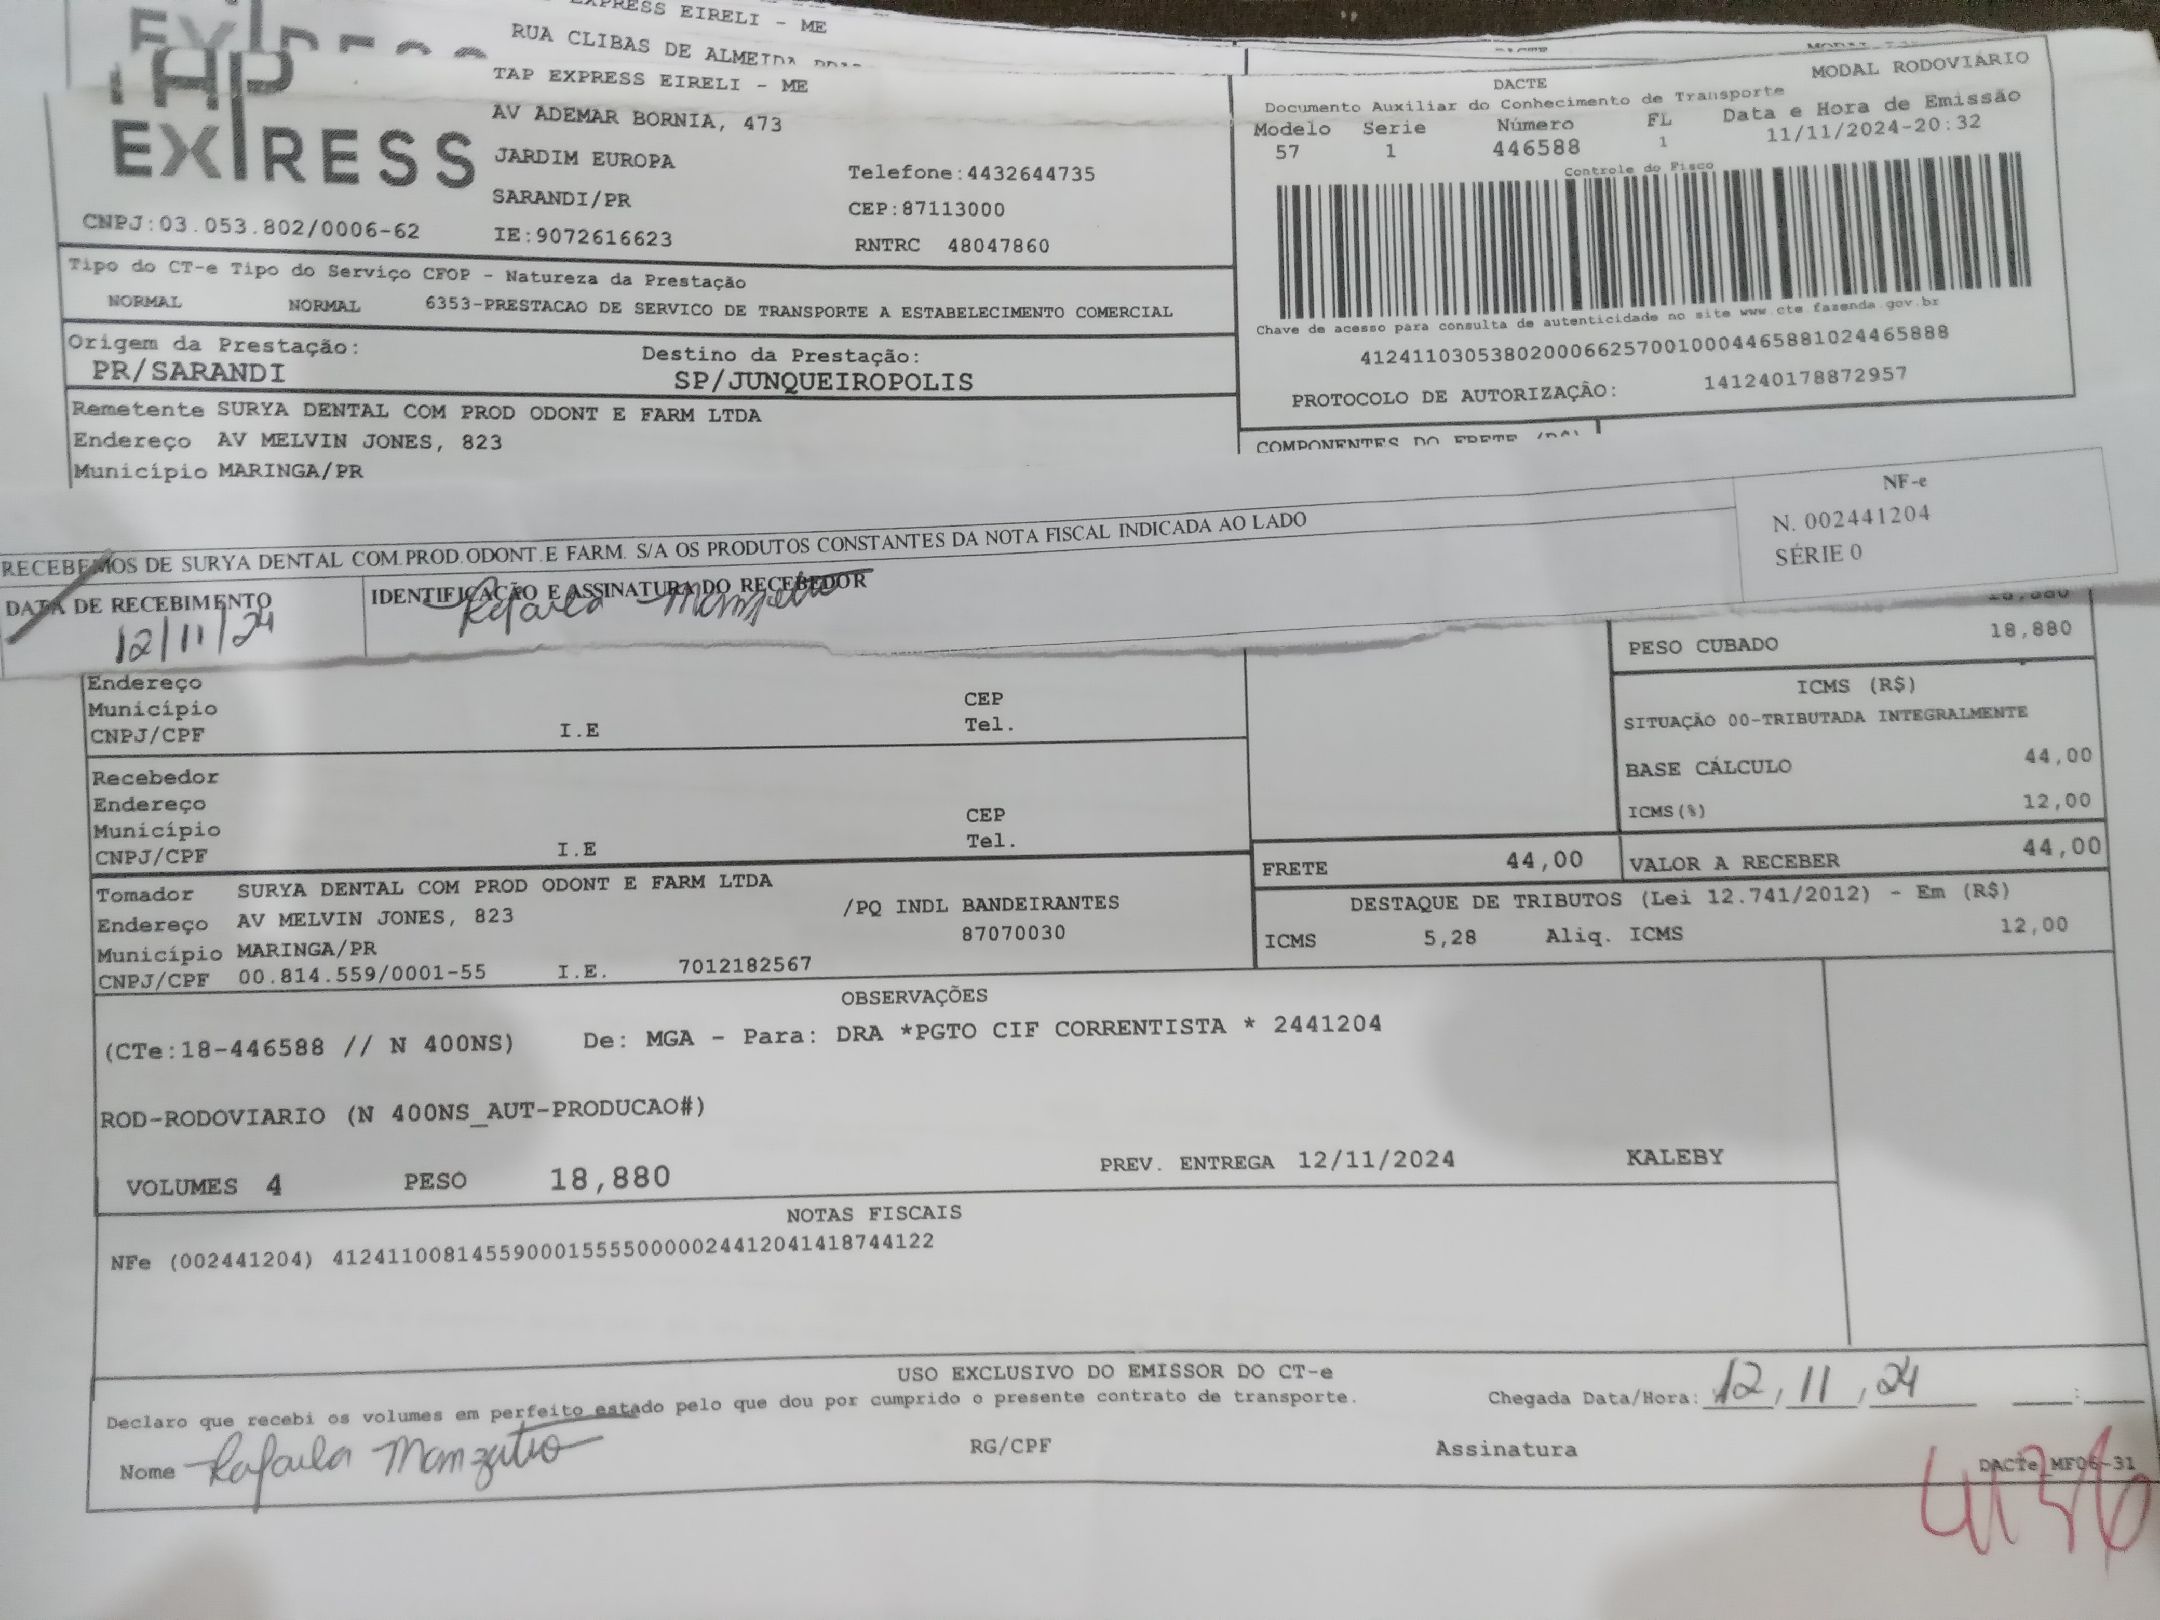 EXPRESS EIRELI - ME
RUA CLIBAS DE ALMEIDA
TAP
EXPRESS
TAP EXPRESS EIRELI - ME
AV ADEMAR BORNIA, 473
JARDIM EUROPA
Telefone:4432644735
SARANDI/PR
CEP:87113000
CNPJ:03.053.802/0006-62
IE:9072616623
RNTRC 48047860
DACTE
MODAL RODOVIÁRIO
Documento Auxiliar do Conhecimento de Transporte
Modelo Serie Número FL Data e Hora de Emissão
57 1 446588 1 11/11/2024-20:32
Controle do Fisco
Chave de acesso para consulta de autenticidade no site www.cte.fazenda.gov.br
41241103053802000662570010004465881024465888
PROTOCOLO DE AUTORIZAÇÃO: 141240178872957
Tipo do CT-e Tipo do Serviço CFOP - Natureza da Prestação
NORMAL NORMAL 6353-PRESTACAO DE SERVICO DE TRANSPORTE A ESTABELECIMENTO COMERCIAL
Origem da Prestação: Destino da Prestação:
PR/SARANDI SP/JUNQUEIROPOLIS
Remetente SURYA DENTAL COM PROD ODONT E FARM LTDA
Endereço AV MELVIN JONES, 823
Município MARINGA/PR
COMPONENTES DO FRETE
RECEBEMOS DE SURYA DENTAL COM.PROD.ODONT.E FARM. S/A OS PRODUTOS CONSTANTES DA NOTA FISCAL INDICADA AO LADO
NF-e
N. 002441204
SÉRIE 0
DATA DE RECEBIMENTO
12/11/24
IDENTIFICAÇÃO E ASSINATURA DO RECEBEDOR
Rafaela
18,880
PESO CUBADO 18,880
Endereço
Município CEP
CNPJ/CPF I.E Tel.
ICMS (R$)
SITUAÇÃO 00-TRIBUTADA INTEGRALMENTE
BASE CÁLCULO 44,00
ICMS(%) 12,00
Recebedor
Endereço
Município CEP
CNPJ/CPF I.E Tel.
FRETE 44,00 VALOR A RECEBER 44,00
Tomador SURYA DENTAL COM PROD ODONT E FARM LTDA
Endereço AV MELVIN JONES, 823 /PQ INDL BANDEIRANTES
Município MARINGA/PR 87070030
CNPJ/CPF 00.814.559/0001-55 I.E. 7012182567
DESTAQUE DE TRIBUTOS (Lei 12.741/2012) - Em (R$)
ICMS 5,28 Aliq. ICMS 12,00
OBSERVAÇÕES
(CTe:18-446588 // N 400NS) De: MGA - Para: DRA *PGTO CIF CORRENTISTA * 2441204
ROD-RODOVIARIO (N 400NS_AUT-PRODUCAO#)
VOLUMES 4 PESO 18,880 PREV. ENTREGA 12/11/2024 KALEBY
NOTAS FISCAIS
NFe (002441204) 41241100814559000155550000024412041418744122
USO EXCLUSIVO DO EMISSOR DO CT-e
Declaro que recebi os volumes em perfeito estado pelo que dou por cumprido o presente contrato de transporte.
Chegada Data/Hora: 12, 11, 24 :
Nome Rafaela RG/CPF Assinatura
DACTe_MF06-31